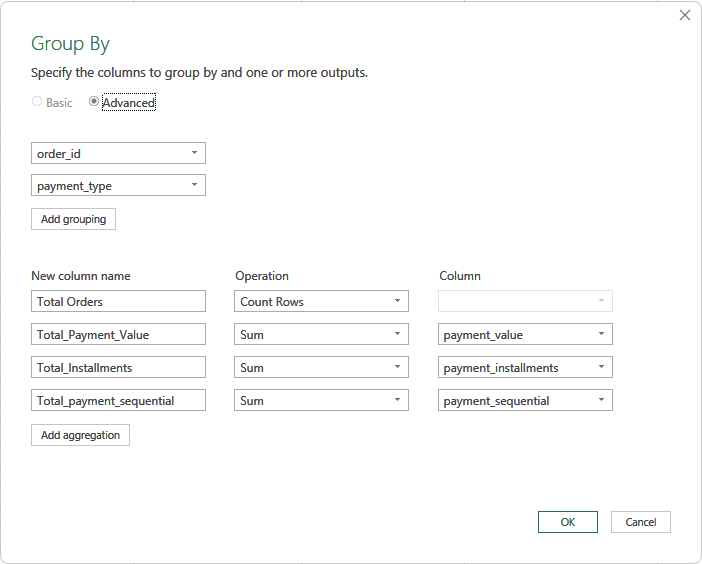 Group By
Specify the columns to group by and one or more outputs.
Basic Advanced
order_id
payment_type
Add grouping
New column name Operation Column
Total Orders Count Rows
Total_Payment_Value Sum payment_value
Total_Installments Sum payment_installments
Total_payment_sequential Sum payment_sequential
Add aggregation
OK Cancel